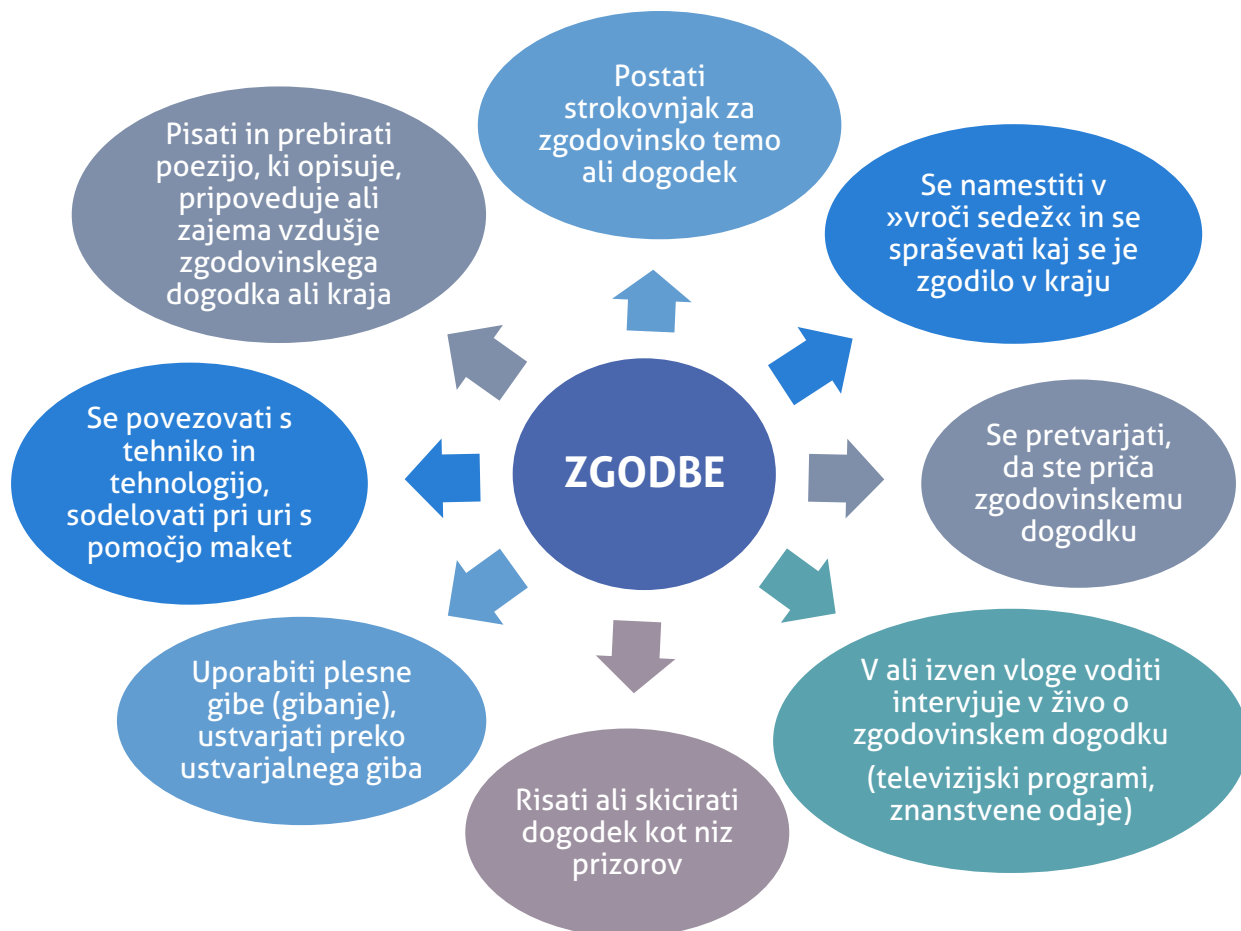 Postati
strokovnjak za
zgodovinsko temo
ali dogodek
Se namestiti v
»vroči sedež« in se
spraševati kaj se je
zgodilo v kraju
Se pretvarjati,
da ste priča
zgodovinskemu
dogodku
V ali izven vloge voditi
intervjuje v živo o
zgodovinskem dogodku
(televizijski programi,
znanstvene odaje)
Risati ali skicirati
dogodek kot niz
prizorov
Uporabiti plesne
gibe (gibanje),
ustvarjati preko
ustvarjalnega giba
Se povezovati s
tehniko in
tehnologijo,
sodelovati pri uri s
pomočjo maket
Pisati in prebirati
poezijo, ki opisuje,
pripoveduje ali
zajema vzdušje
zgodovinskega
dogodka ali kraja
ZGODBE